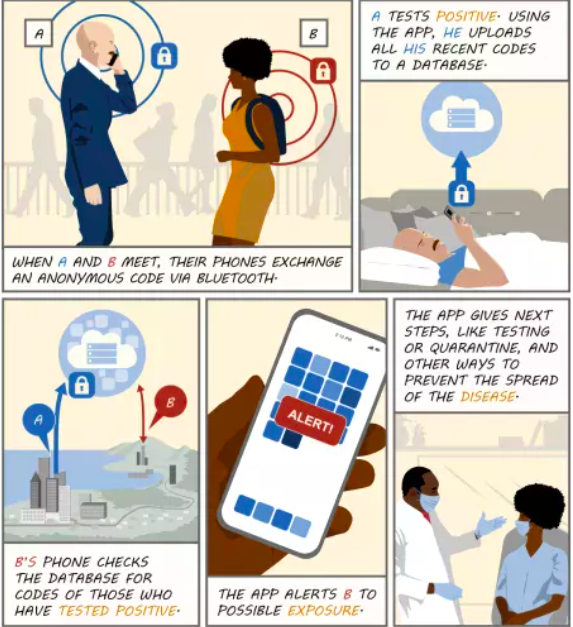 A
B
WHEN A AND B MEET, THEIR PHONES EXCHANGE
AN ANONYMOUS CODE VIA BLUETOOTH.
A TESTS POSITIVE. USING
THE APP, HE UPLOADS
ALL HIS RECENT CODES
TO A DATABASE.
A
B
B'S PHONE CHECKS
THE DATABASE FOR
CODES OF THOSE WHO
HAVE TESTED POSITIVE.
ALERT!
THE APP ALERTS B TO
POSSIBLE EXPOSURE.
THE APP GIVES NEXT
STEPS, LIKE TESTING
OR QUARANTINE, AND
OTHER WAYS TO
PREVENT THE SPREAD
OF THE DISEASE.